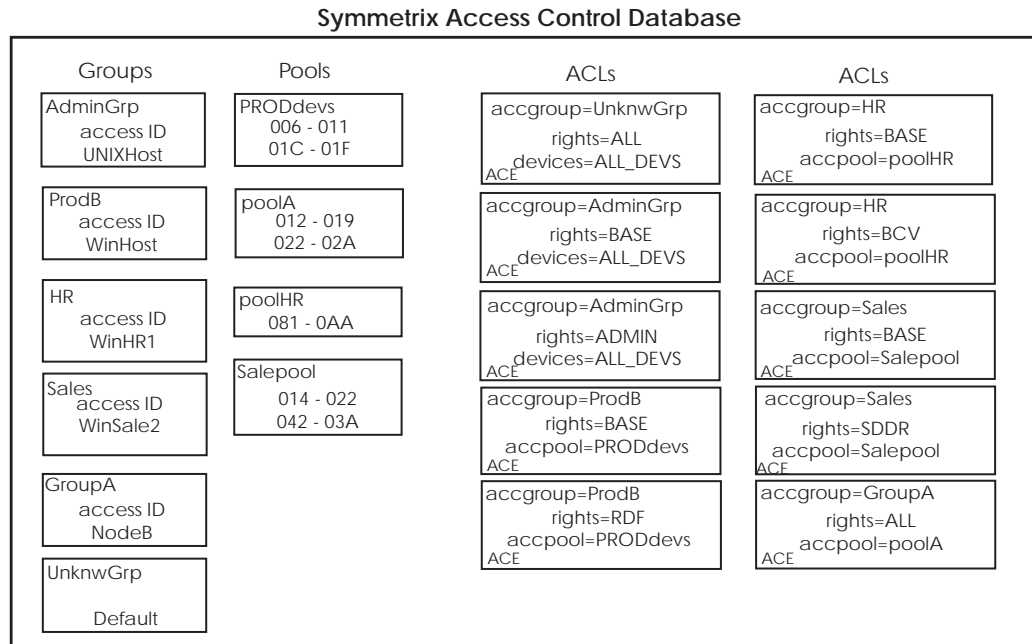 Symmetrix Access Control Database
Groups
AdminGrp
access ID
UNIXHost
ProdB
access ID
WinHost
HR
access ID
WinHR1
Sales
access ID
WinSale2
GroupA
access ID
NodeB
UnknwGrp
Default
Pools
PRODdevs
006 - 011
01C - 01F
poolA
012 - 019
022 - 02A
poolHR
081 - 0AA
Salepool
014 - 022
042 - 03A
ACLs
accgroup=UnknwGrp
rights=ALL
devices=ALL_DEVS
ACE
accgroup=AdminGrp
rights=BASE
devices=ALL_DEVS
ACE
accgroup=AdminGrp
rights=ADMIN
devices=ALL_DEVS
ACE
accgroup=ProdB
rights=BASE
accpool=PRODdevs
ACE
accgroup=ProdB
rights=RDF
accpool=PRODdevs
ACE
ACLs
accgroup=HR
rights=BASE
accpool=poolHR
ACE
accgroup=HR
rights=BCV
accpool=poolHR
ACE
accgroup=Sales
rights=BASE
accpool=Salepool
ACE
accgroup=Sales
rights=SDDR
accpool=Salepool
ACE
accgroup=GroupA
rights=ALL
accpool=poolA
ACE